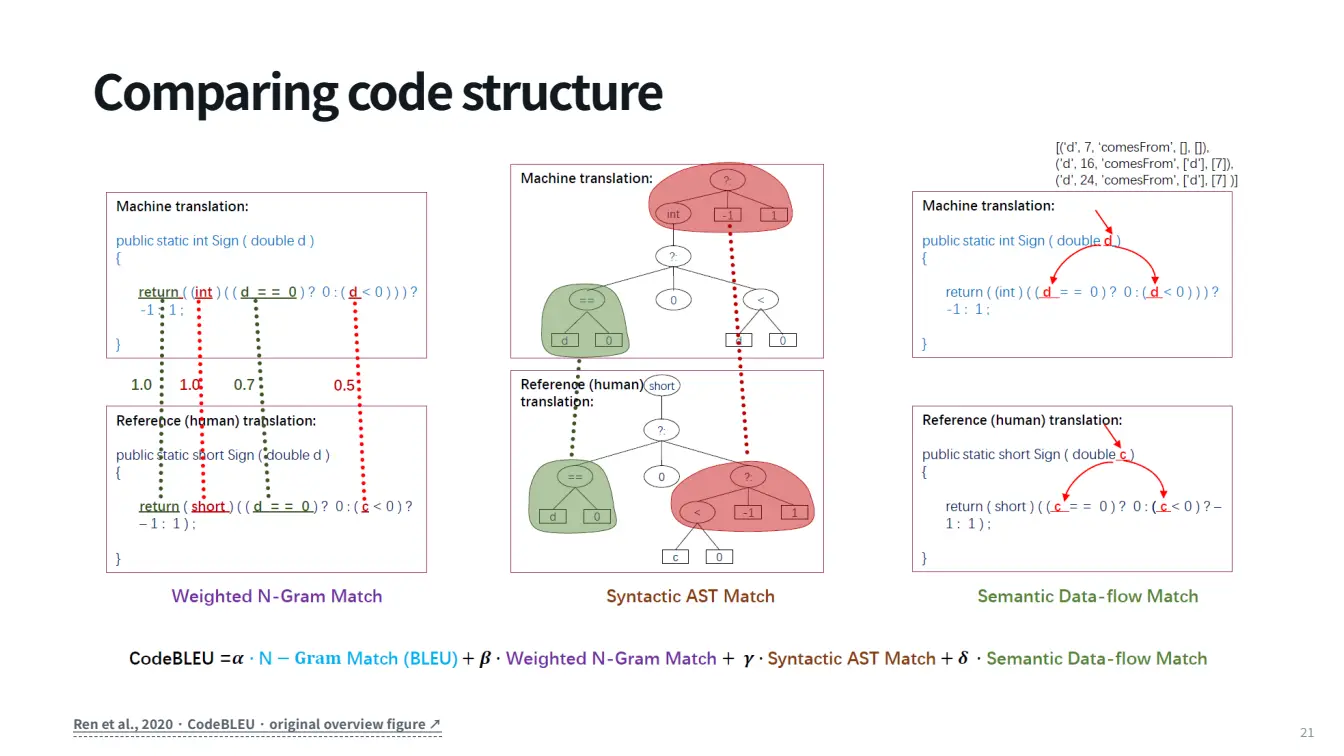 Comparing code structure
[('d', 7, 'comesFrom', [], []),
('d', 16, 'comesFrom', ['d'], [7]),
('d', 24, 'comesFrom', ['d'], [7] )]
Machine translation:
public static int Sign ( double d )
{
return ( (int ) ( ( d = = 0 ) ? 0 : ( d < 0 ) ) ) ?
-1 : 1 ;
}
1.0 1.0 0.7 0.5
Reference (human) translation:
public static short Sign ( double d )
{
return ( short ) ( ( d = = 0 ) ? 0 : ( c < 0 ) ?
– 1 : 1 ) ;
}
Weighted N-Gram Match
Machine translation:
?:
int -1 1
?:
== 0 <
d 0 d 0
Reference (human)
translation:
short
?:
== 0 ?:
d 0 < -1 1
c 0
Syntactic AST Match
Machine translation:
public static int Sign ( double d )
{
return ( (int ) ( ( d = = 0 ) ? 0 : ( d < 0 ) ) ) ?
-1 : 1 ;
}
Reference (human) translation:
public static short Sign ( double c )
{
return ( short ) ( ( c = = 0 ) ? 0 : ( c < 0 ) ? –
1 : 1 ) ;
}
Semantic Data-flow Match
CodeBLEU =α · N − Gram Match (BLEU) + β · Weighted N-Gram Match + γ · Syntactic AST Match + δ · Semantic Data-flow Match
Ren et al., 2020 · CodeBLEU · original overview figure ↗
21